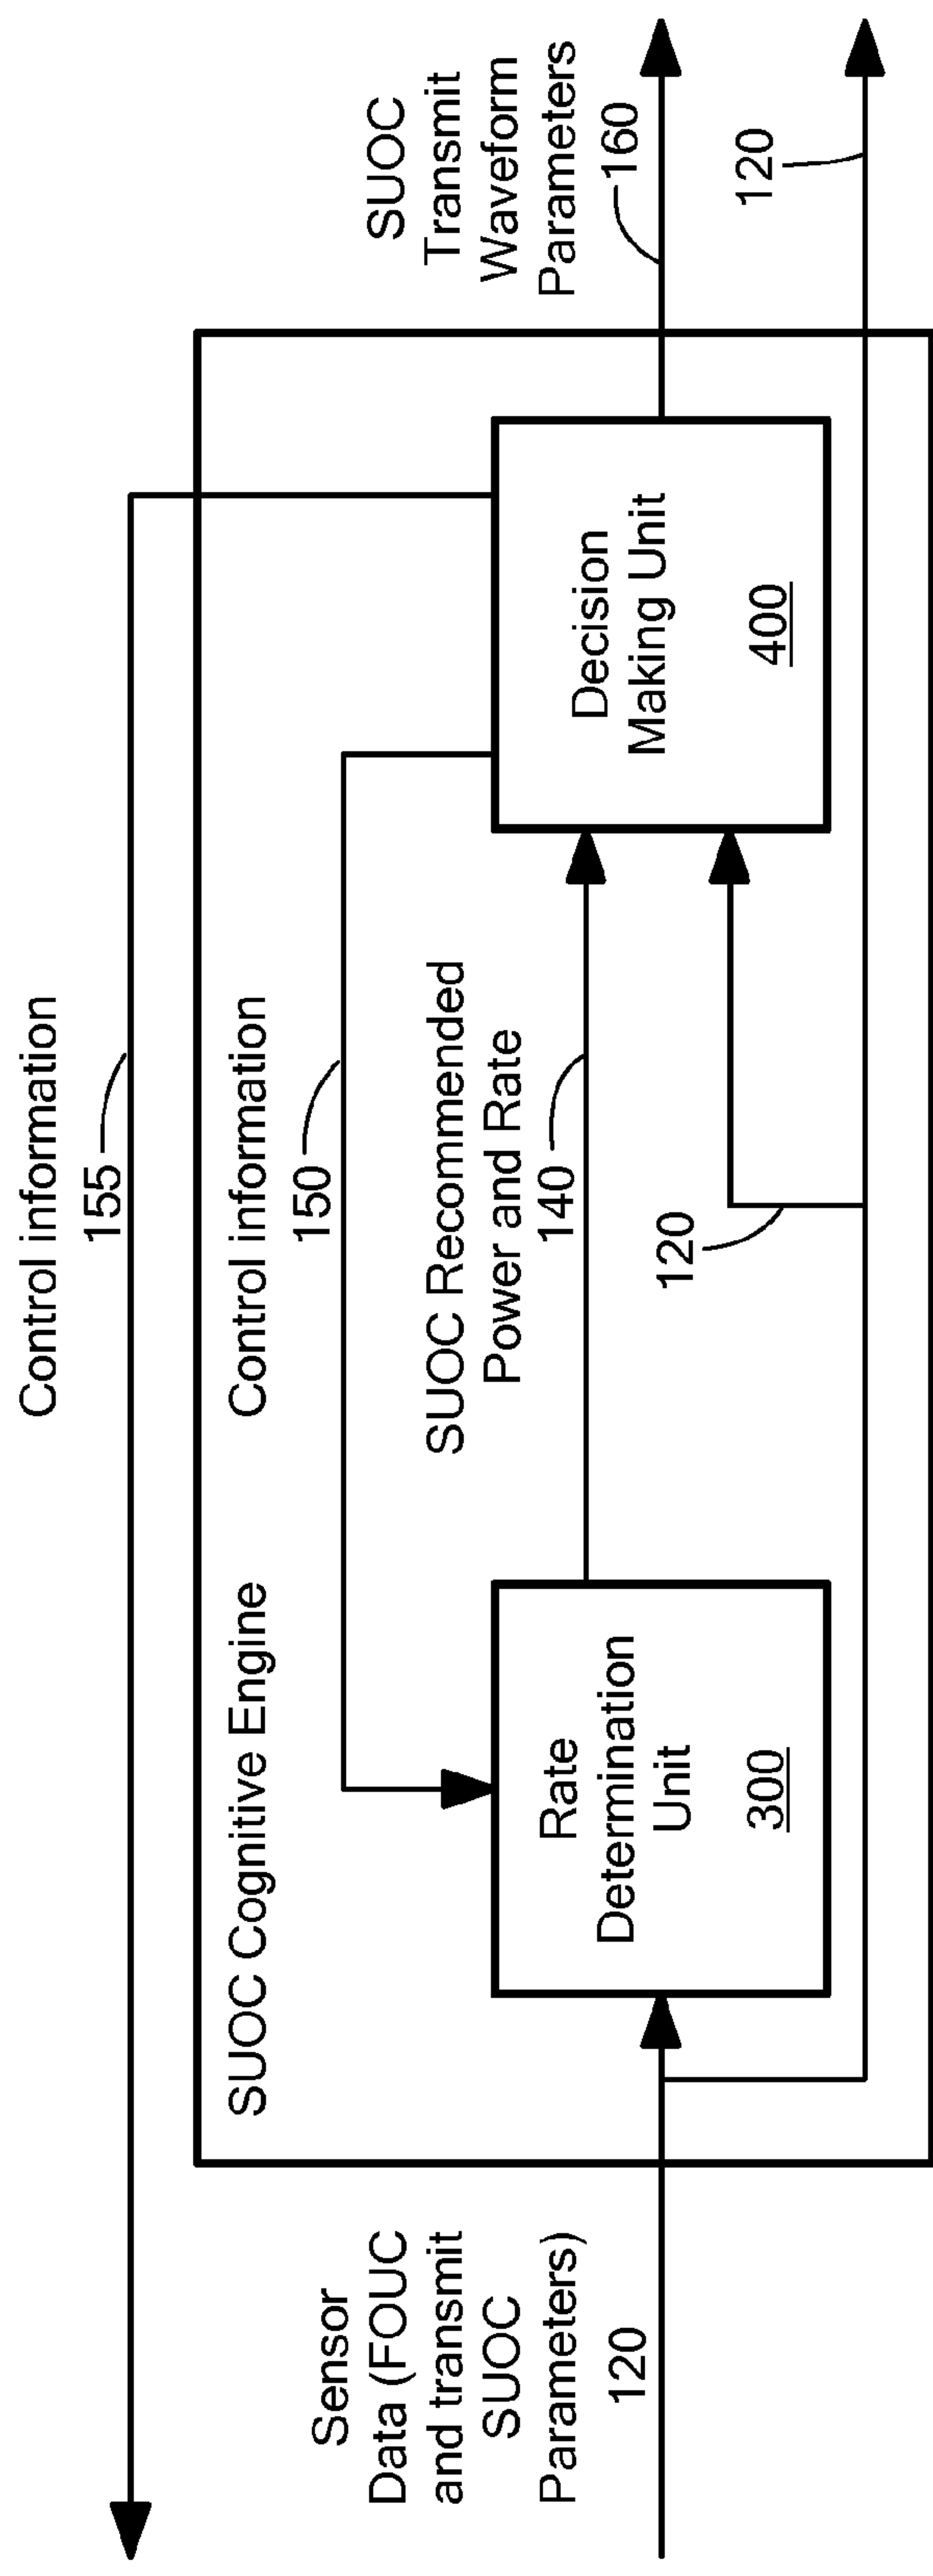 Control information
155
SUOC Cognitive Engine
Control information
150
Sensor
Data (FOUC
and transmit
SUOC
Parameters)
120
Rate
Determination
Unit
300
SUOC Recommended
Power and Rate
140
120
Decision
Making Unit
400
SUOC
Transmit
Waveform
Parameters
160
120